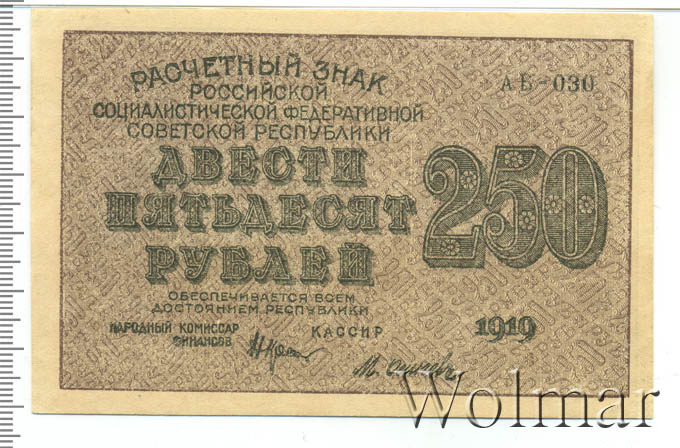 РАСЧЕТНЫЙ ЗНАК
РОССИЙСКОЙ
СОЦИАЛИСТИЧЕСКОЙ ФЕДЕРАТИВНОЙ
СОВЕТСКОЙ РЕСПУБЛИКИ
АБ-030
ДВЕСТИ
ПЯТЬДЕСЯТ
РУБЛЕЙ
250
ОБЕСПЕЧИВАЕТСЯ ВСЕМ
ДОСТОЯНИЕМ РЕСПУБЛИКИ
НАРОДНЫЙ КОМИССАР
ФИНАНСОВ
КАССИР
1919
Wolmar